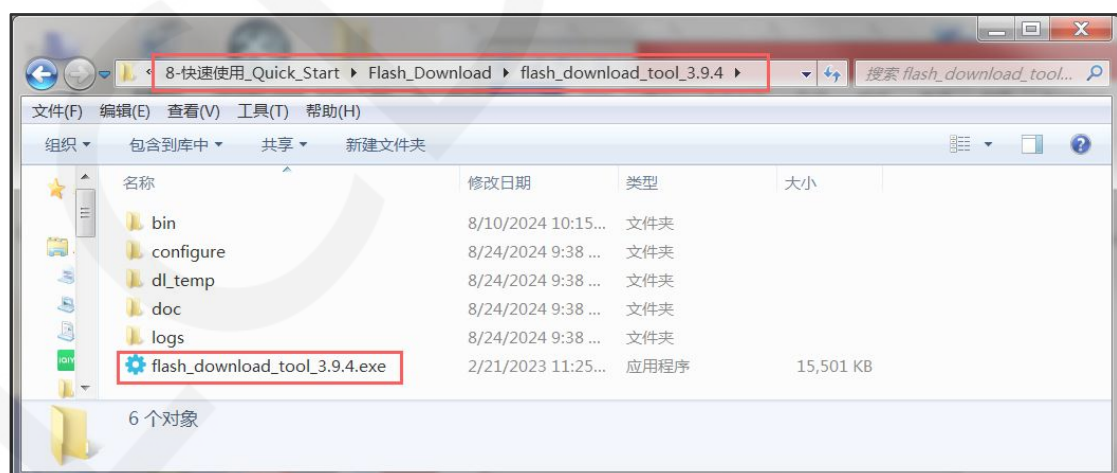 8-快速使用_Quick_Start ▸ Flash_Download ▸ flash_download_tool_3.9.4 ▸ 搜索 flash_download_tool...
文件(F) 编辑(E) 查看(V) 工具(T) 帮助(H)
组织 包含到库中 共享 新建文件夹
名称 修改日期 类型 大小
bin 8/10/2024 10:15... 文件夹
configure 8/24/2024 9:38 ... 文件夹
dl_temp 8/24/2024 9:38 ... 文件夹
doc 8/24/2024 9:38 ... 文件夹
logs 8/24/2024 9:38 ... 文件夹
flash_download_tool_3.9.4.exe 2/21/2023 11:25... 应用程序 15,501 KB
6 个对象